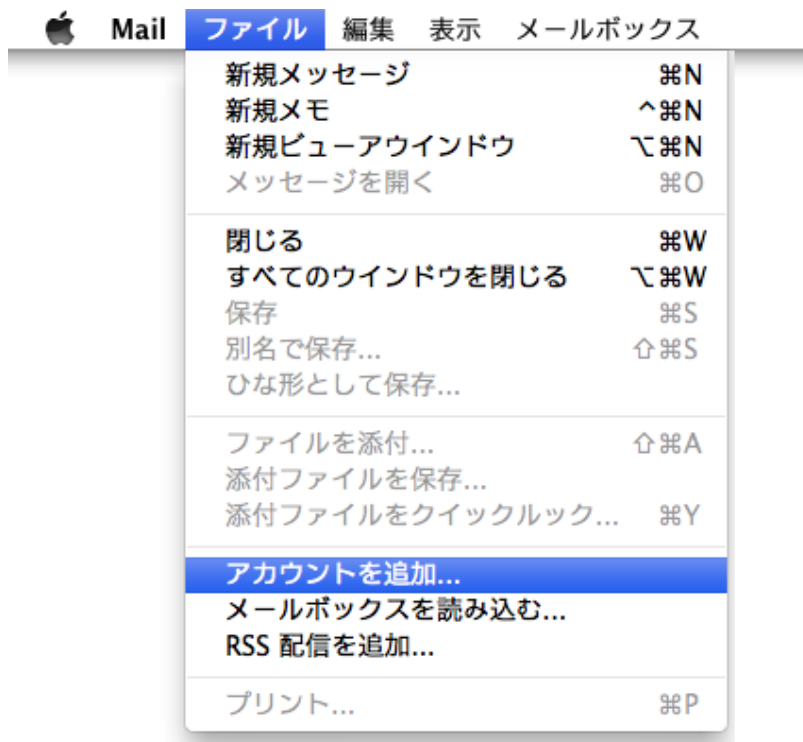 Mail ファイル 編集 表示 メールボックス
新規メッセージ ⌘N
新規メモ ^⌘N
新規ビューアウインドウ ⌥⌘N
メッセージを開く ⌘O
閉じる ⌘W
すべてのウインドウを閉じる ⌥⌘W
保存 ⌘S
別名で保存... ⇧⌘S
ひな形として保存...
ファイルを添付... ⇧⌘A
添付ファイルを保存...
添付ファイルをクイックルック... ⌘Y
アカウントを追加...
メールボックスを読み込む...
RSS 配信を追加...
プリント... ⌘P